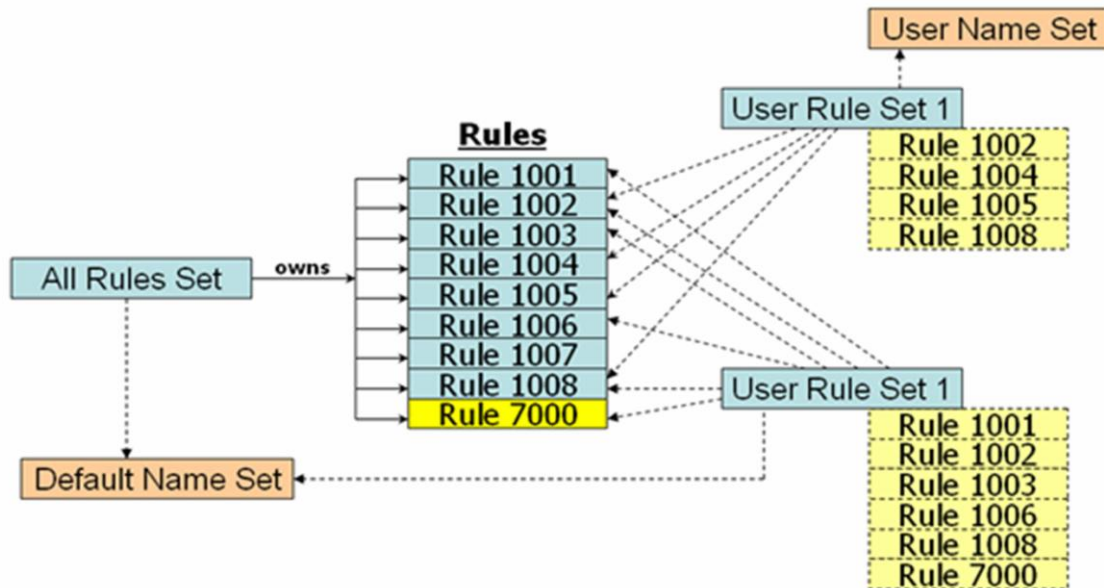 User Name Set
User Rule Set 1
Rule 1002
Rule 1004
Rule 1005
Rule 1008
Rules
Rule 1001
Rule 1002
Rule 1003
Rule 1004
Rule 1005
Rule 1006
Rule 1007
Rule 1008
Rule 7000
All Rules Set
owns
Default Name Set
User Rule Set 1
Rule 1001
Rule 1002
Rule 1003
Rule 1006
Rule 1008
Rule 7000